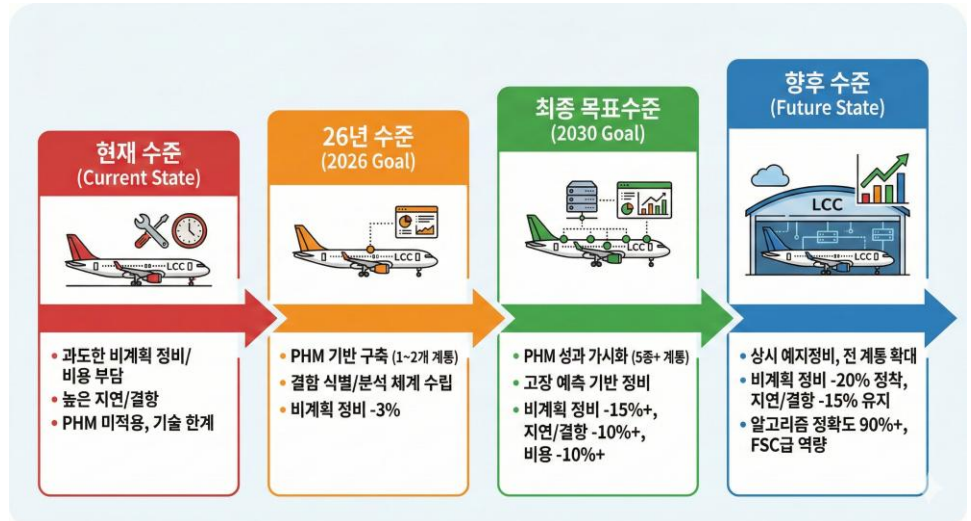 현재 수준
(Current State)
LCC
• 과도한 비계획 정비/
비용 부담
• 높은 지연/결항
• PHM 미적용, 기술 한계
26년 수준
(2026 Goal)
LCC
• PHM 기반 구축 (1~2개 계통)
• 결함 식별/분석 체계 수립
• 비계획 정비 -3%
최종 목표수준
(2030 Goal)
LCC
• PHM 성과 가시화 (5종+ 계통)
• 고장 예측 기반 정비
• 비계획 정비 -15%+,
지연/결항 -10%+,
비용 -10%+
향후 수준
(Future State)
LCC
LCC
• 상시 예지정비, 전 계통 확대
• 비계획 정비 -20% 정착,
지연/결항 -15% 유지
• 알고리즘 정확도 90%+,
FSC급 역량